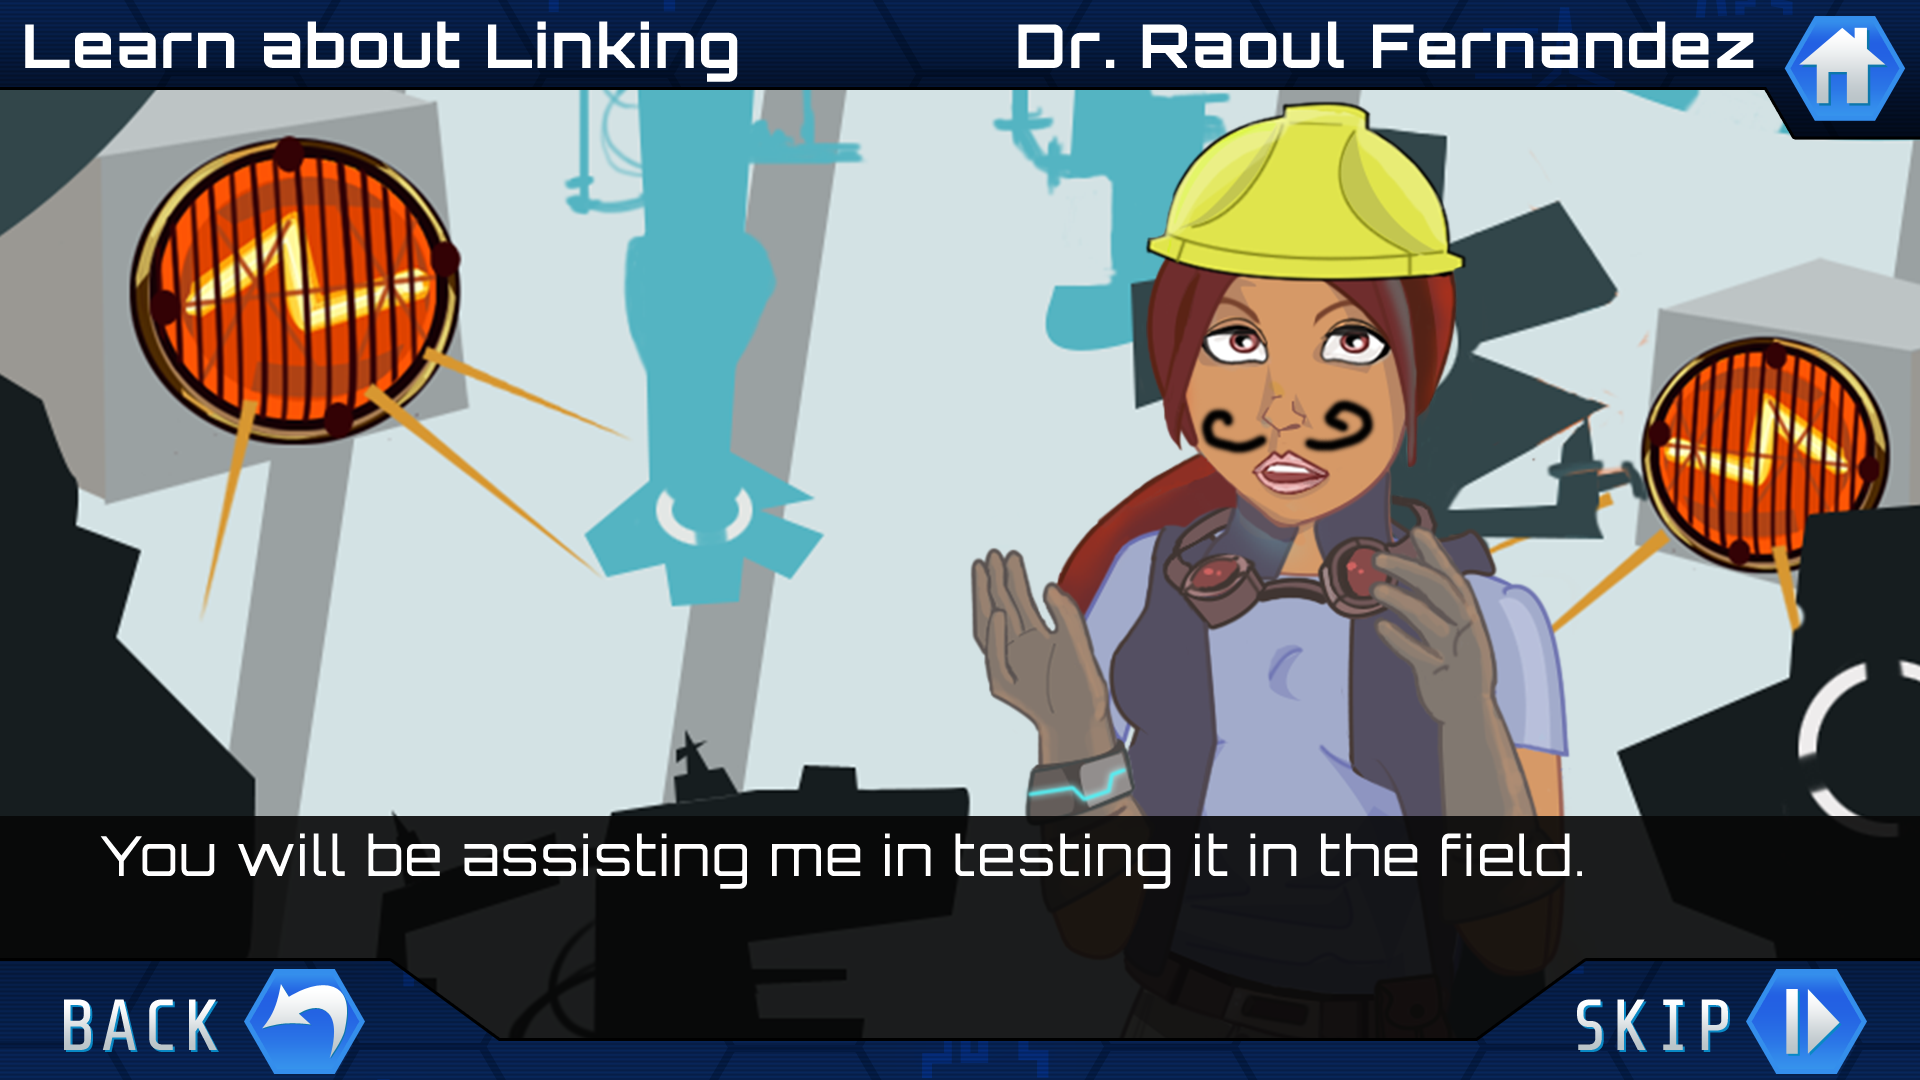 Learn about Linking
Dr. Raoul Fernandez
You will be assisting me in testing it in the field.
BACK
SKIP